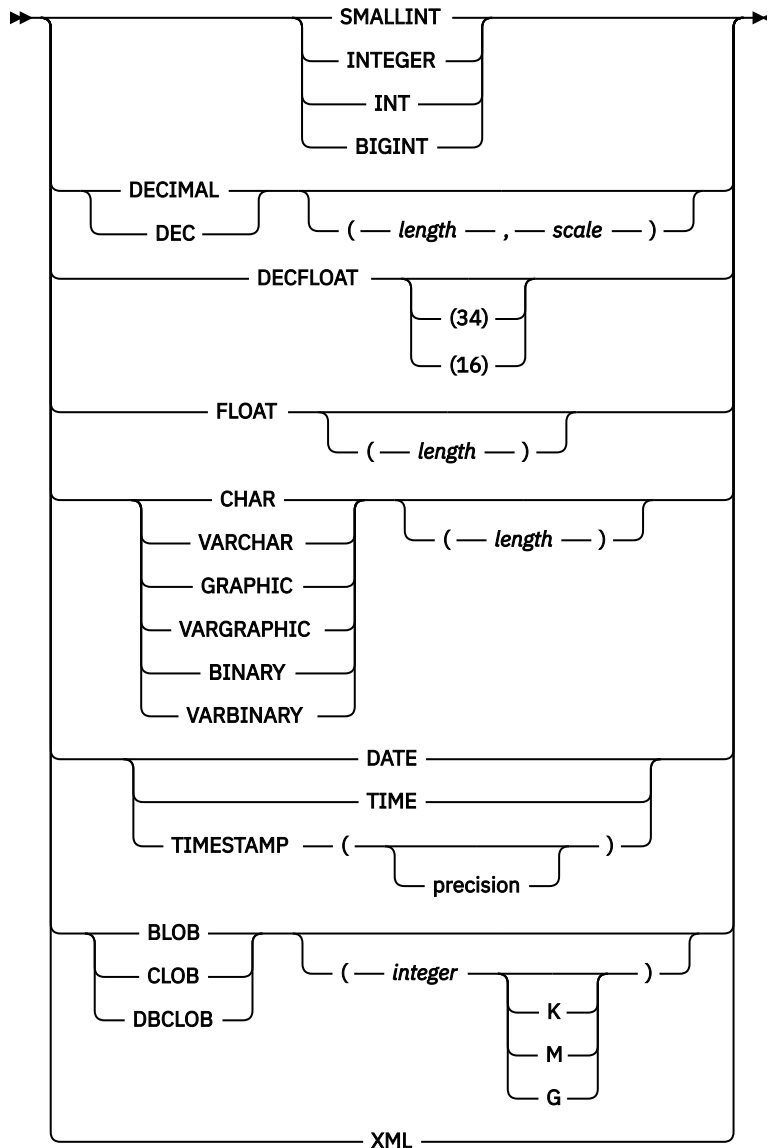 SMALLINT
INTEGER
INT
BIGINT
DECIMAL
DEC
( length , scale )
DECFLOAT
(34)
(16)
FLOAT
( length )
CHAR
VARCHAR
( length )
GRAPHIC
VARGRAPHIC
BINARY
VARBINARY
DATE
TIME
TIMESTAMP ( )
precision
BLOB
CLOB
( integer )
DBCLOB
K
M
G
XML